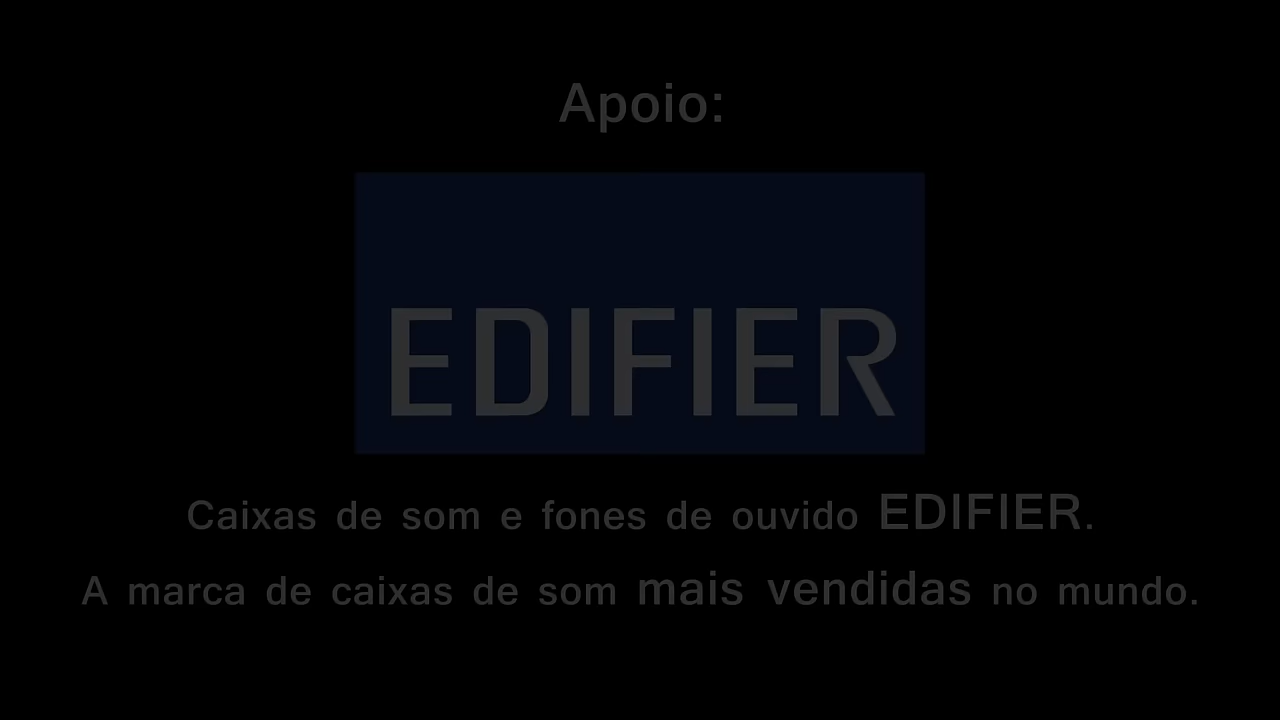 Apoio:
EDIFIER
Caixas de som e fones de ouvido EDIFIER.
A marca de caixas de som mais vendidas no mundo.